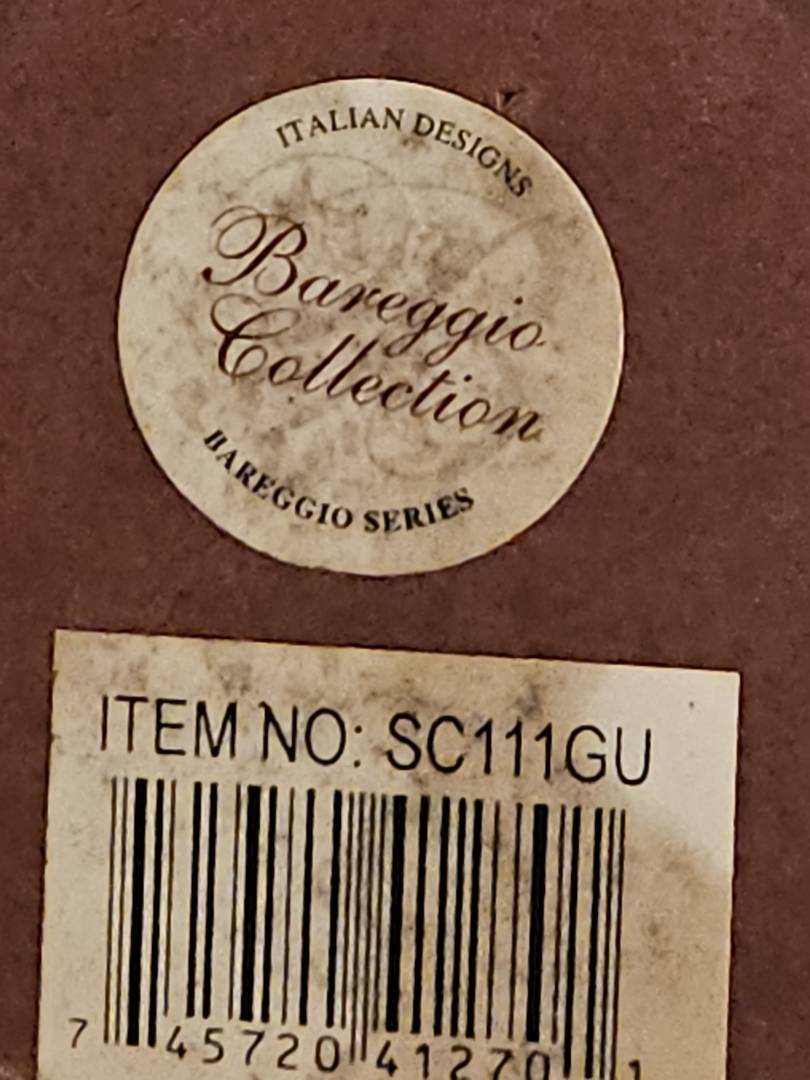 ITALIAN DESIGNS
Bareggio
Collection
BAREGGIO SERIES
ITEM NO: SC111GU
7 45720 41270 1